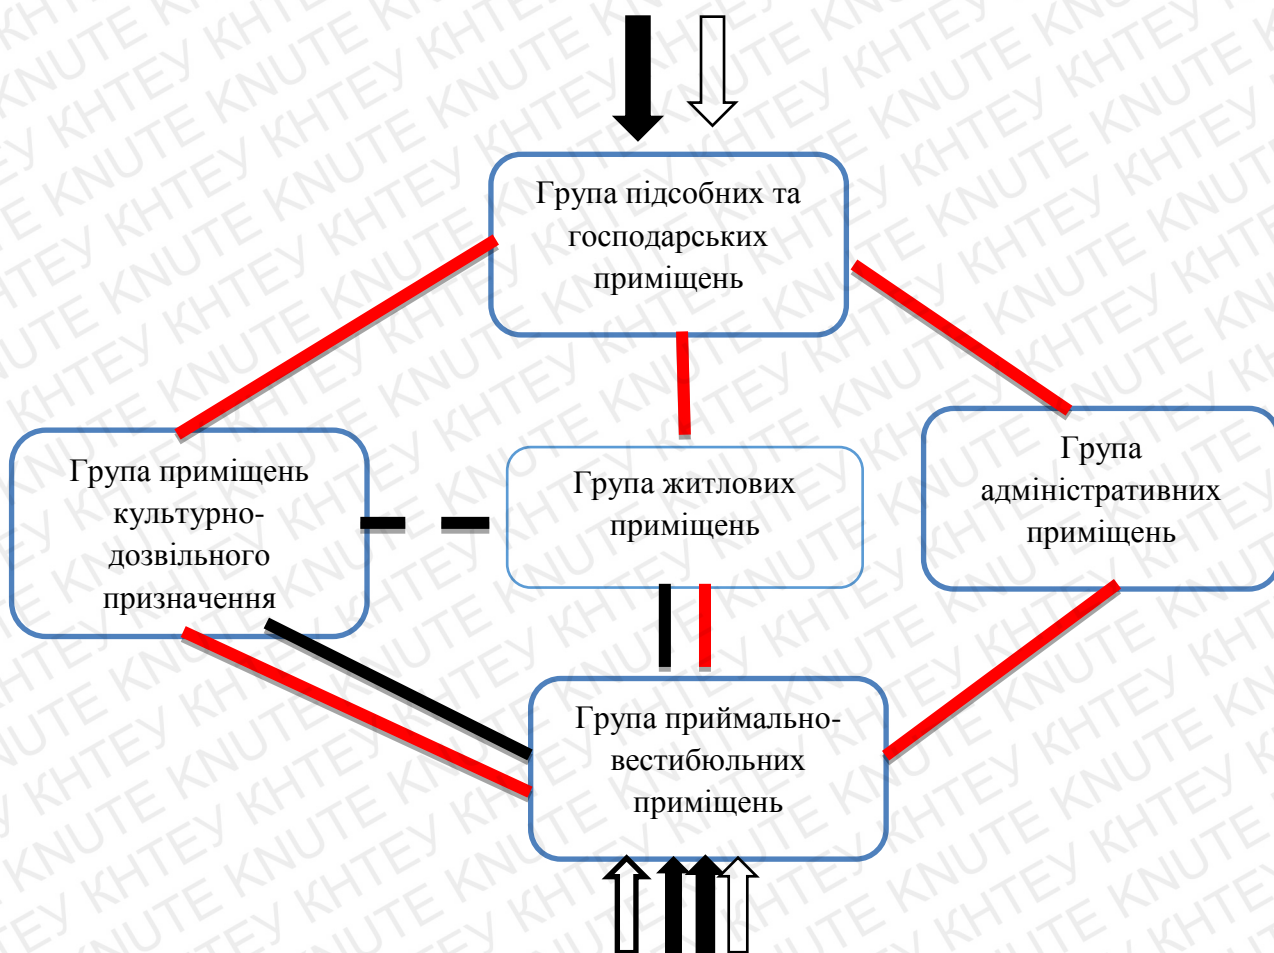 Група підсобних та
господарських
приміщень
Група приміщень
культурно-
дозвільного
призначення
Група житлових
приміщень
Група
адміністративних
приміщень
Група приймально-
вестибюльних
приміщень